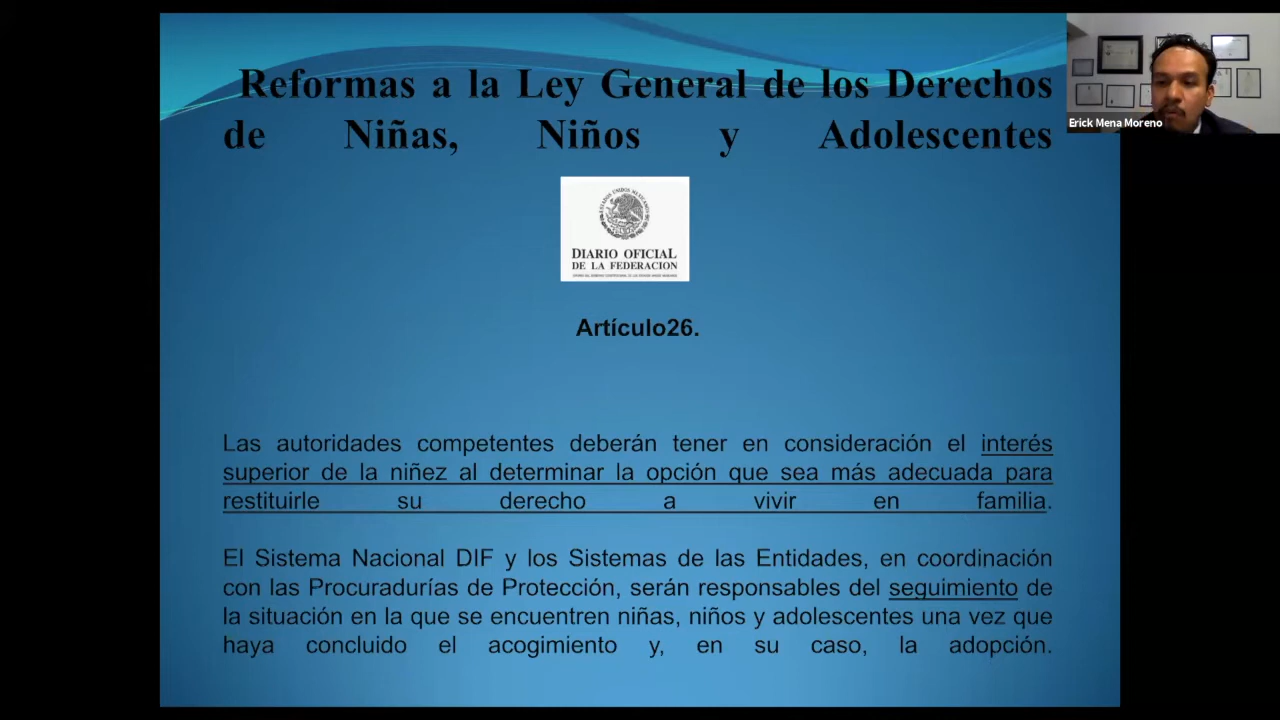 Reformas a la Ley General de los Derechos
de Niñas, Niños y Adolescentes
Erick Mena Moreno
ESTADOS UNIDOS MEXICANOS
DIARIO OFICIAL
DE LA FEDERACION
Artículo26.
Las autoridades competentes deberán tener en consideración el interés
superior de la niñez al determinar la opción que sea más adecuada para
restituirle su derecho a vivir en familia.
El Sistema Nacional DIF y los Sistemas de las Entidades, en coordinación
con las Procuradurías de Protección, serán responsables del seguimiento de
la situación en la que se encuentren niñas, niños y adolescentes una vez que
haya concluido el acogimiento y, en su caso, la adopción.